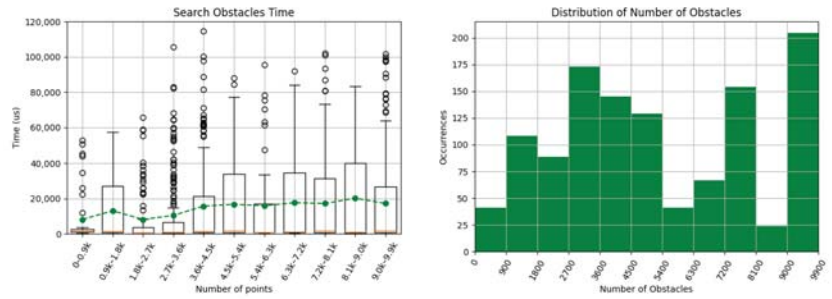 Search Obstacles Time
120,000
100,000
80,000
60,000
40,000
20,000
0
Time (us)
0~0.9k
0.9k~1.8k
1.8k~2.7k
2.7k~3.6k
3.6k~4.5k
4.5k~5.4k
5.4k~6.3k
6.3k~7.2k
7.2k~8.1k
8.1k~9.0k
9.0k~9.9k
Number of points
Distribution of Number of Obstacles
200
175
150
125
100
75
50
25
0
Occurrences
0
900
1800
2700
3600
4500
5400
6300
7200
8100
9000
9900
Number of Obstacles